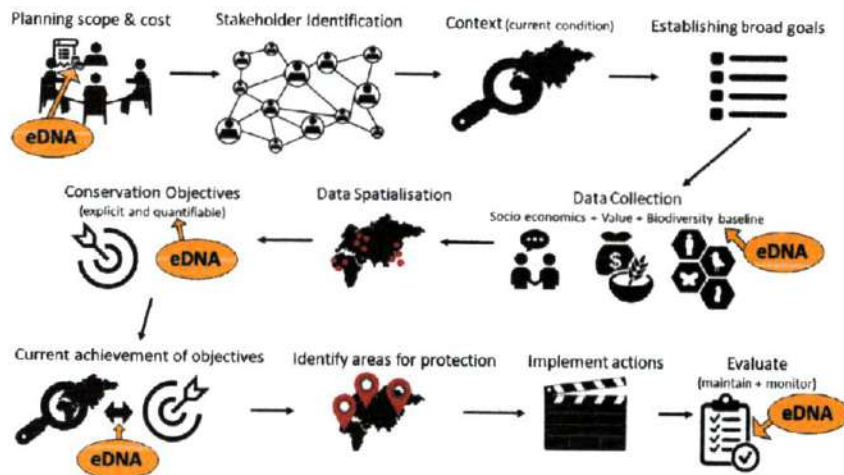 Planning scope & cost
Stakeholder Identification
Context (current condition)
Establishing broad goals
eDNA
Conservation Objectives
(explicit and quantifiable)
Data Spatialisation
Data Collection
Socio economics + Value + Biodiversity baseline
eDNA
eDNA
$
Current achievement of objectives
Identify areas for protection
Implement actions
Evaluate
(maintain + monitor)
eDNA
eDNA